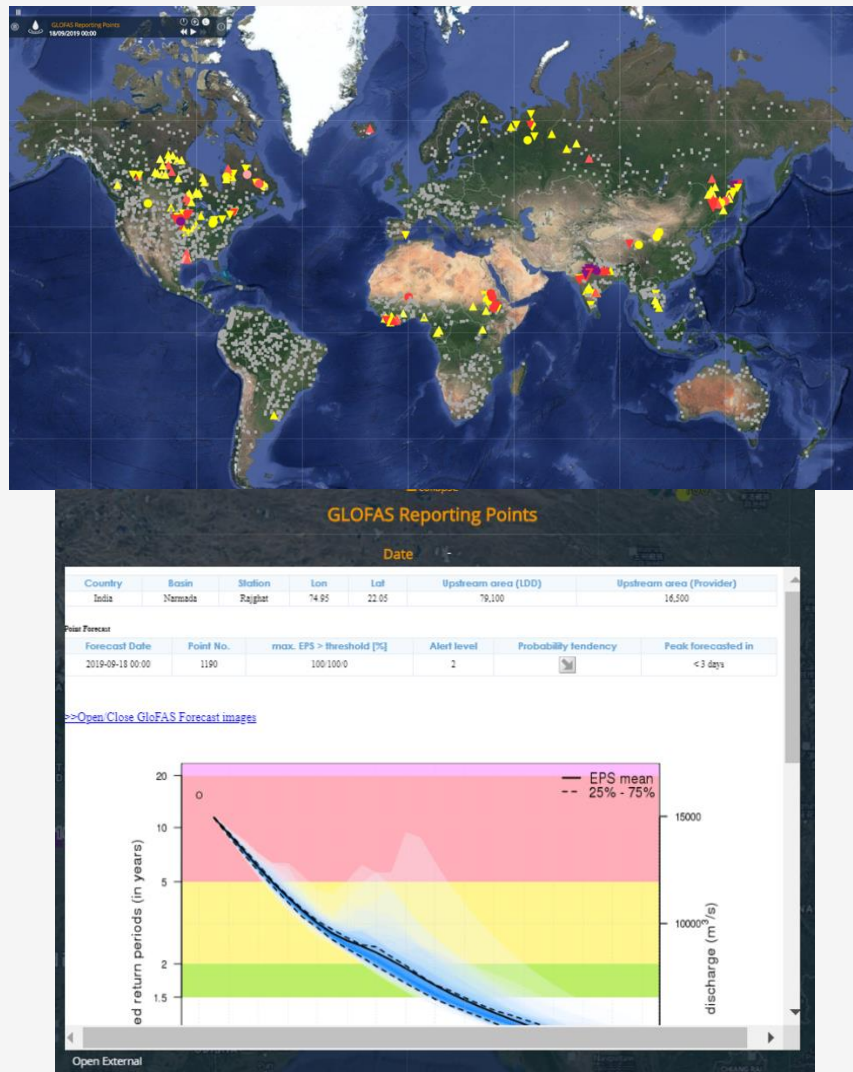 GLOFAS Reporting Points
18/09/2019 00:00
GLOFAS Reporting Points
Date -
Country Basin Station Lon Lat Upstream area (LDD) Upstream area (Provider)
India Narmada Rajghat 74.95 22.05 79,100 16,500
Point Forecast
Forecast Date Point No. max. EPS > threshold [%] Alert level Probability tendency Peak forecasted in
2019-09-18 00:00 1190 100/100/0 2 < 3 days
>>Open/Close GloFAS Forecast images
EPS mean
25% - 75%
20
10
5
2
1.5
ed return periods (in years)
15000
10000
discharge (m³/s)
Open External